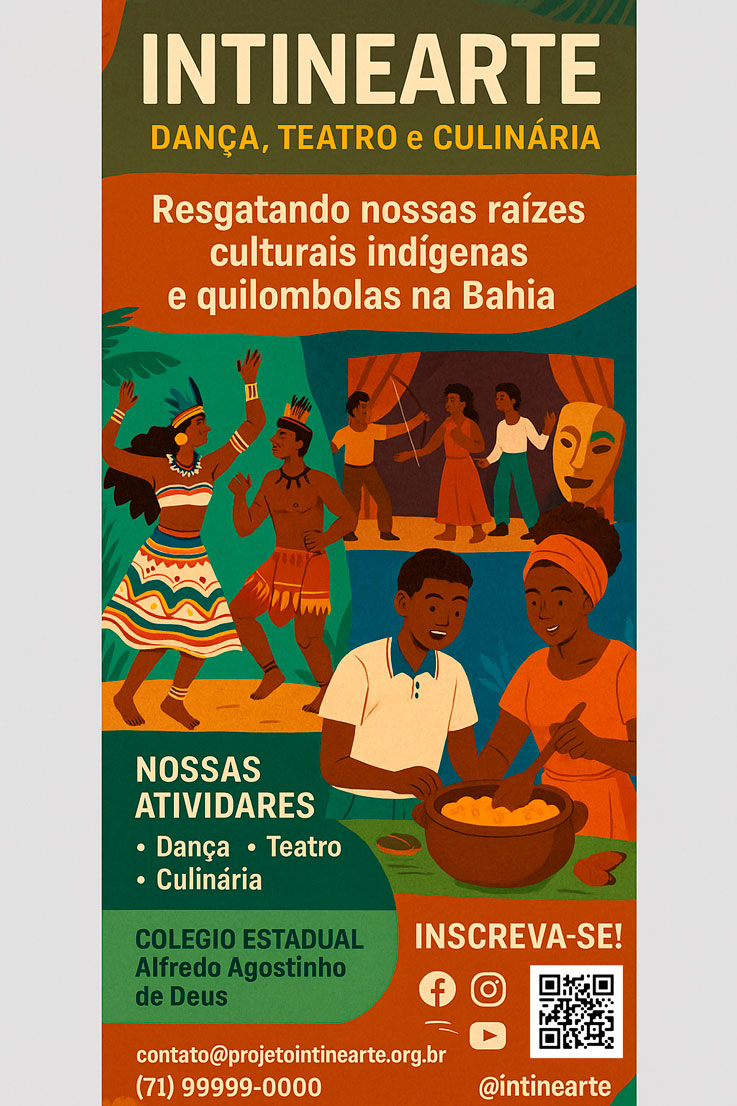 INTINEARTE
DANÇA, TEATRO e CULINÁRIA
Resgatando nossas raízes
culturais indígenas
e quilombolas na Bahia
NOSSAS
ATIVIDARES
• Dança • Teatro
• Culinária
COLEGIO ESTADUAL
Alfredo Agostinho
de Deus
INSCREVA-SE!
contato@projetointinearte.org.br
(71) 99999-0000
@intinearte